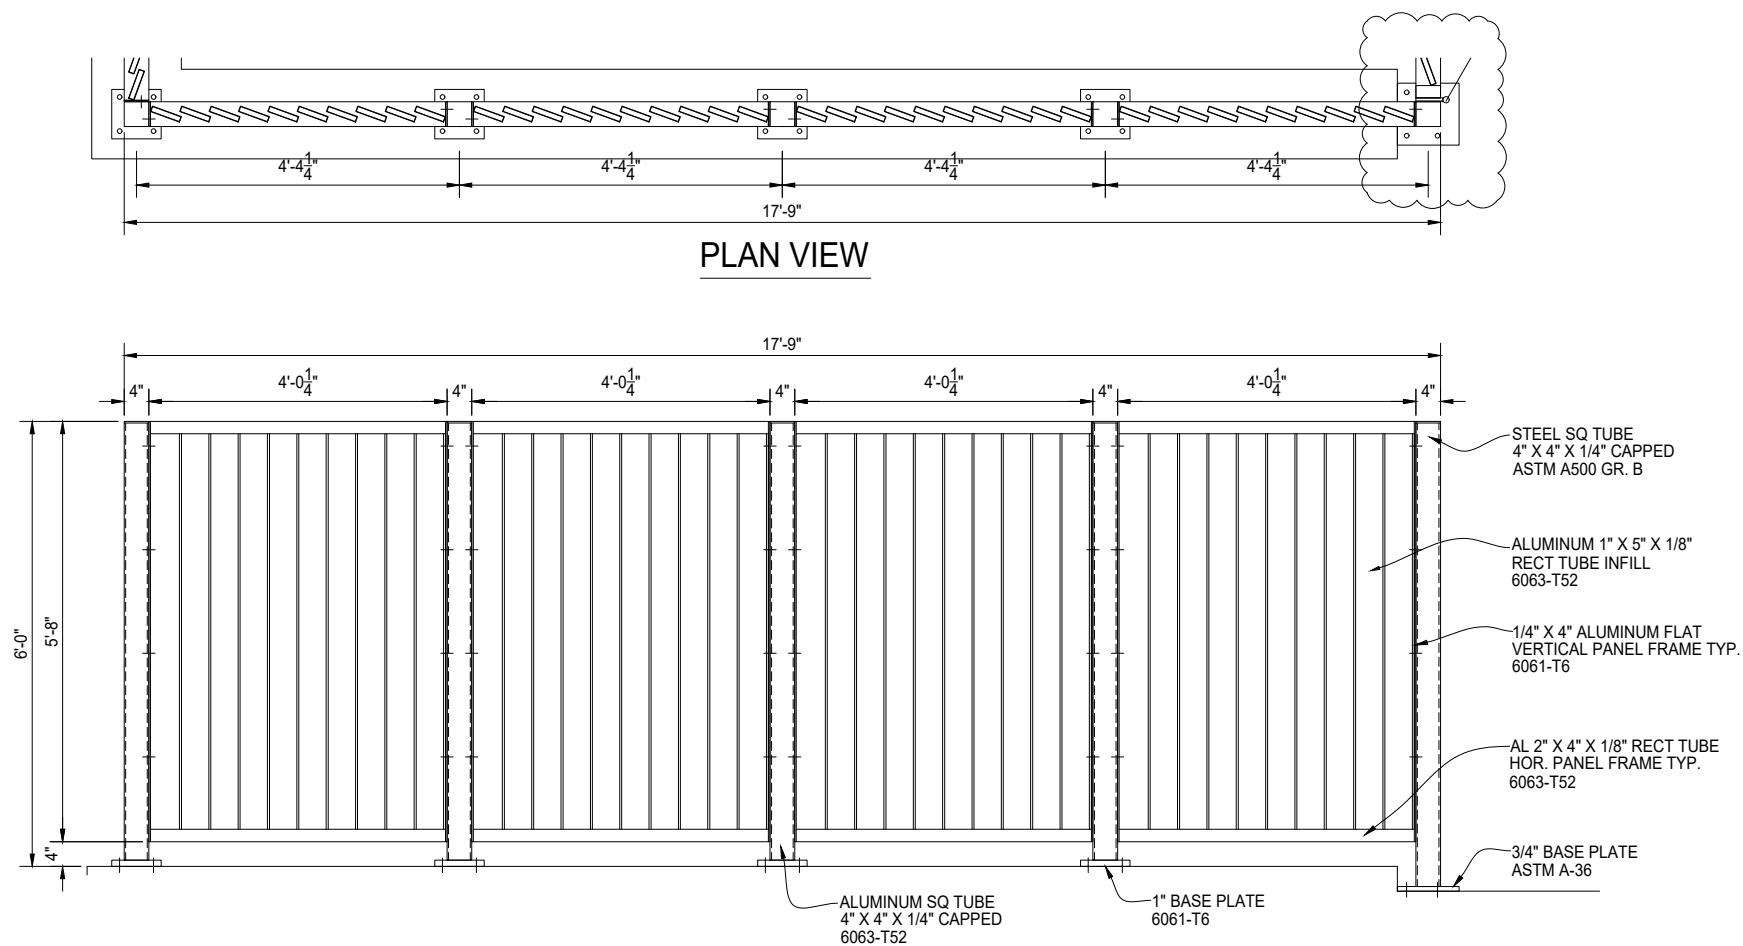 4'-4 1/4" 4'-4 1/4" 4'-4 1/4" 4'-4 1/4"
17'-9"
PLAN VIEW
17'-9"
4" 4'-0 1/4" 4" 4'-0 1/4" 4" 4'-0 1/4" 4" 4'-0 1/4" 4"
STEEL SQ TUBE
4" X 4" X 1/4" CAPPED
ASTM A500 GR. B
ALUMINUM 1" X 5" X 1/8"
RECT TUBE INFILL
6063-T52
6'-0"
5'-8"
4"
1/4" X 4" ALUMINUM FLAT
VERTICAL PANEL FRAME TYP.
6061-T6
AL 2" X 4" X 1/8" RECT TUBE
HOR. PANEL FRAME TYP.
6063-T52
3/4" BASE PLATE
ASTM A-36
ALUMINUM SQ TUBE
4" X 4" X 1/4" CAPPED
6063-T52
1" BASE PLATE
6061-T6